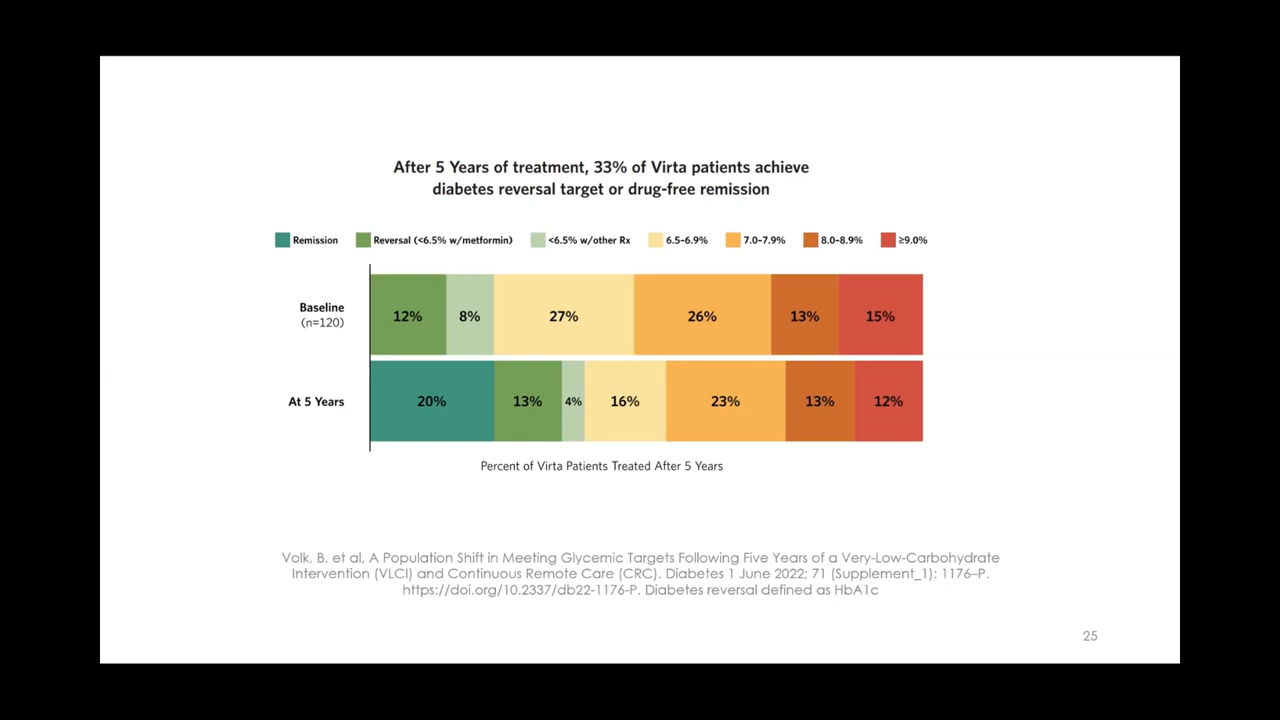 After 5 Years of treatment, 33% of Virta patients achieve
diabetes reversal target or drug-free remission
Remission Reversal (<6.5% w/metformin) <6.5% w/other Rx 6.5–6.9% 7.0–7.9% 8.0–8.9% ≥9.0%
Baseline
(n=120)
12% 8% 27% 26% 13% 15%
At 5 Years
20% 13% 4% 16% 23% 13% 12%
Percent of Virta Patients Treated After 5 Years
Volk, B. et al, A Population Shift in Meeting Glycemic Targets Following Five Years of a Very-Low-Carbohydrate
Intervention (VLCI) and Continuous Remote Care (CRC). Diabetes 1 June 2022; 71 (Supplement_1): 1176–P.
https://doi.org/10.2337/db22-1176-P. Diabetes reversal defined as HbA1c
25